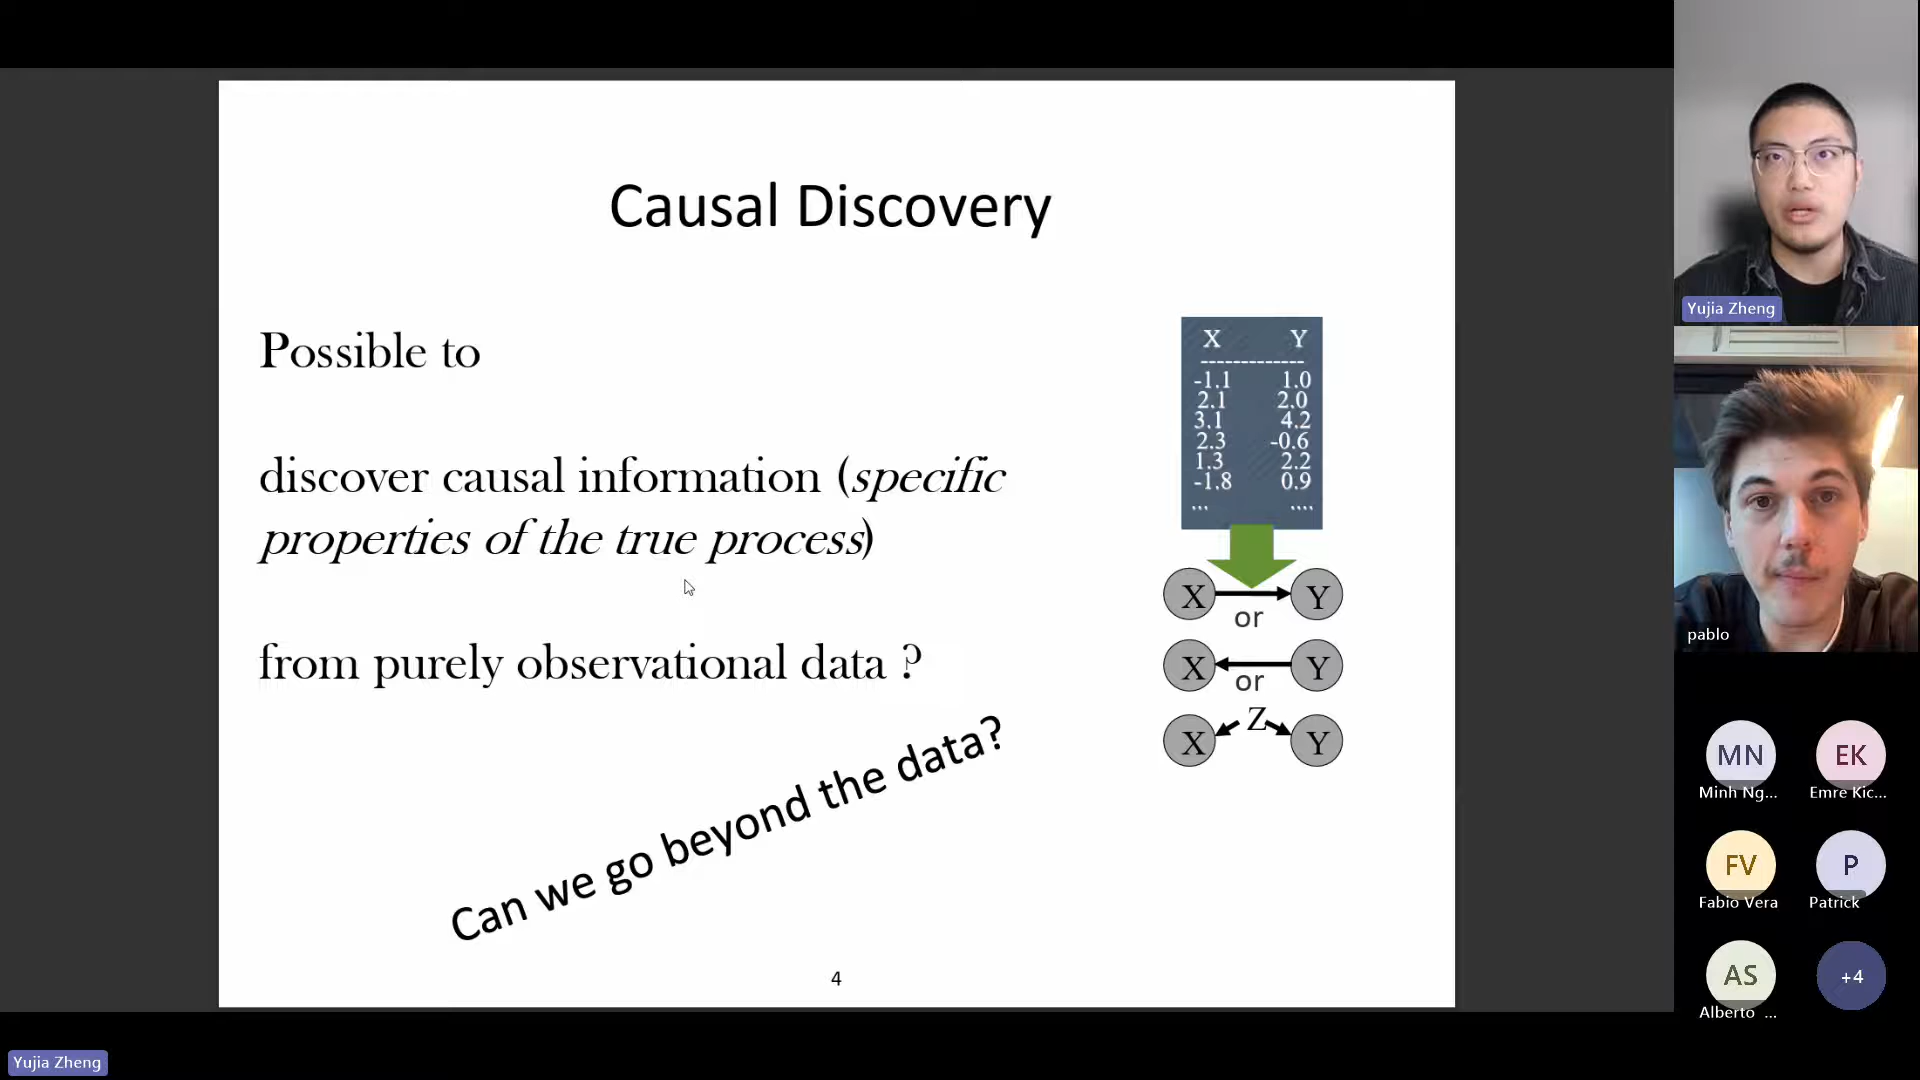 Causal Discovery
Possible to
discover causal information (specific
properties of the true process)
from purely observational data ?
Can we go beyond the data?
X Y
-------------
-1.1 1.0
2.1 2.0
3.1 4.2
2.3 -0.6
1.3 2.2
-1.8 0.9
... ....
X Y
or
X Y
or
Z
X Y
4
Yujia Zheng
pablo
MN EK
Minh Ng... Emre Kic...
FV P
Fabio Vera Patrick
AS +4
Alberto ...
Yujia Zheng